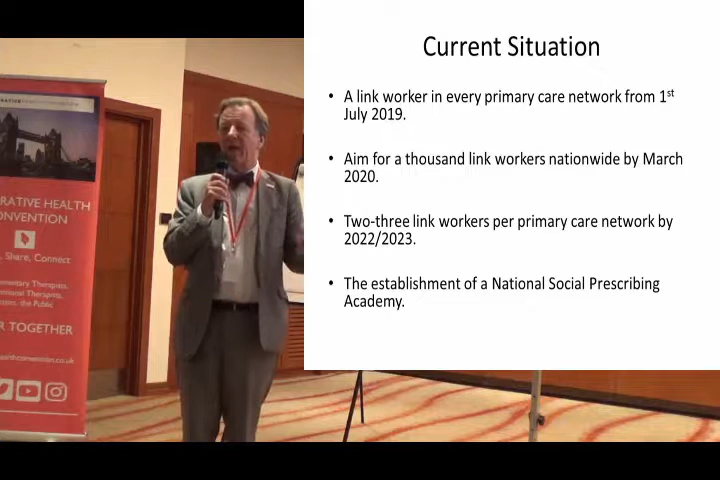 Current Situation
• A link worker in every primary care network from 1st
July 2019.
• Aim for a thousand link workers nationwide by March
2020.
• Two-three link workers per primary care network by
2022/2023.
• The establishment of a National Social Prescribing
Academy.
RATIVE HEALTH
NVENTION
Share, Connect
R TOGETHER